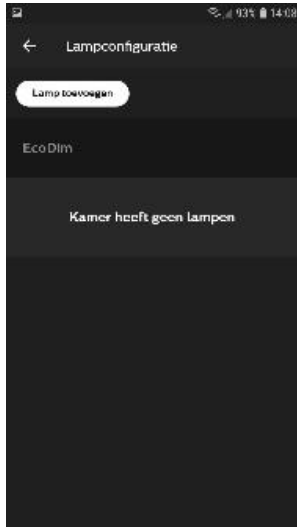 93% 14:08
Lampconfiguratie
Lamp toevoegen
EcoDim
Kamer heeft geen lampen